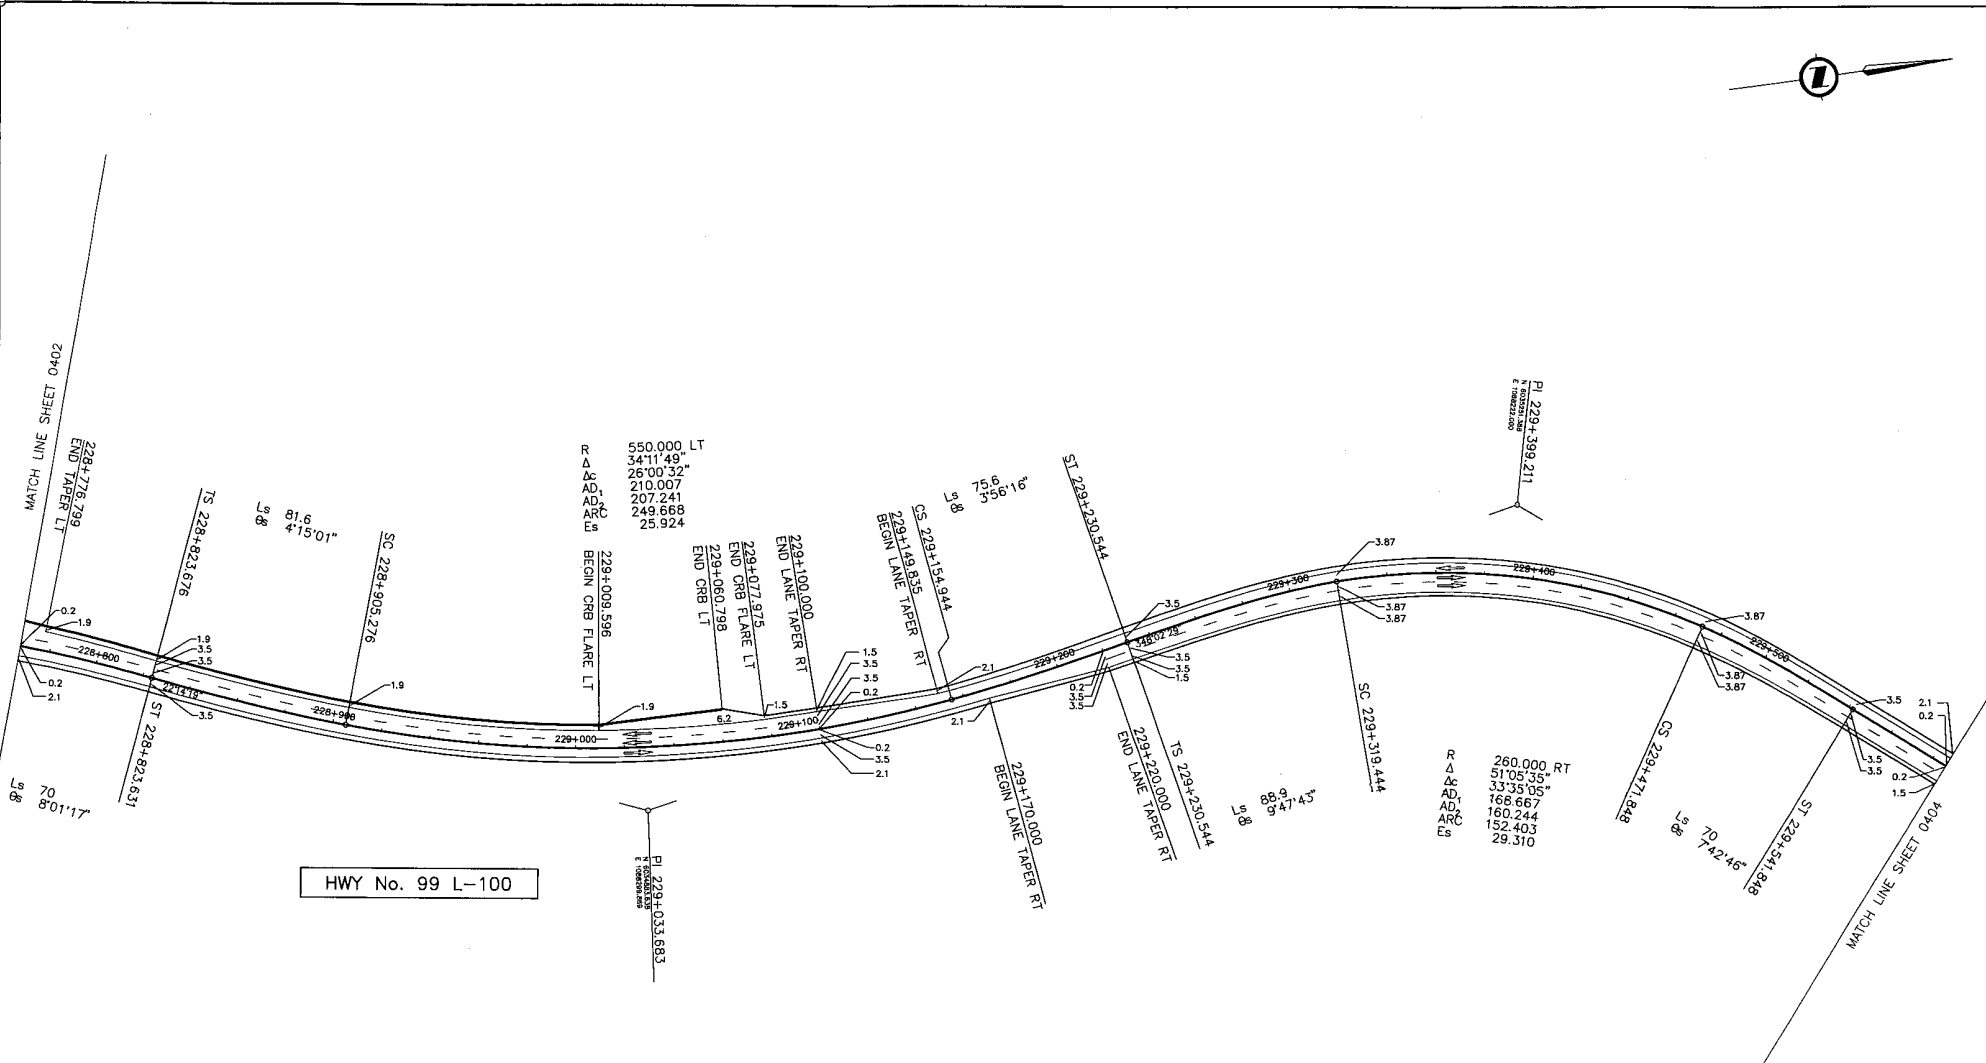 MATCH LINE SHEET 0402
228+776.799
END TAPER LT
TS 228+823.676
Ls 81.6
θs 4°15'01"
SC 228+905.276
R 550.000 LT
Δ 34°11'49"
Δc 26°00'32"
AD1 210.007
AD2 207.241
ARC 249.668
Es 25.924
229+009.596
BEGIN CRB FLARE LT
229+060.798
END CRB LT
229+077.975
END CRB FLARE LT
229+100.000
END LANE TAPER RT
229+149.835
BEGIN LANE TAPER RT
CS 229+154.944
Ls 75.6
θs 3°56'16"
ST 229+230.544
PI 229+399.211
E 1088222.000
0.2
1.9
228+800
0.2
2.1
1.9
3.5
3.5
22°14'19"
3.5
1.9
228+900
1.9
229+000
6.2
1.5
229+100
1.5
3.5
3.5
0.2
0.2
3.5
2.1
2.1
2.1
229+200
0.2
3.5
3.5
3.5
348°02'29"
3.5
3.5
1.5
229+300
3.87
3.87
3.87
229+400
3.87
3.87
3.87
229+500
3.5
3.5
3.5
2.1
0.2
0.2
1.5
Ls 70
θs 8°01'17"
ST 228+823.631
HWY No. 99 L-100
PI 229+033.683
229+170.000
BEGIN LANE TAPER RT
229+220.000
END LANE TAPER RT
TS 229+230.544
Ls 88.9
θs 9°47'43"
SC 229+319.444
R 260.000 RT
Δ 51°05'35"
Δc 33°35'05"
AD1 168.667
AD2 160.244
ARC 152.403
Es 29.310
CS 229+471.848
Ls 70
θs 7°42'46"
ST 229+541.848
MATCH LINE SHEET 0404